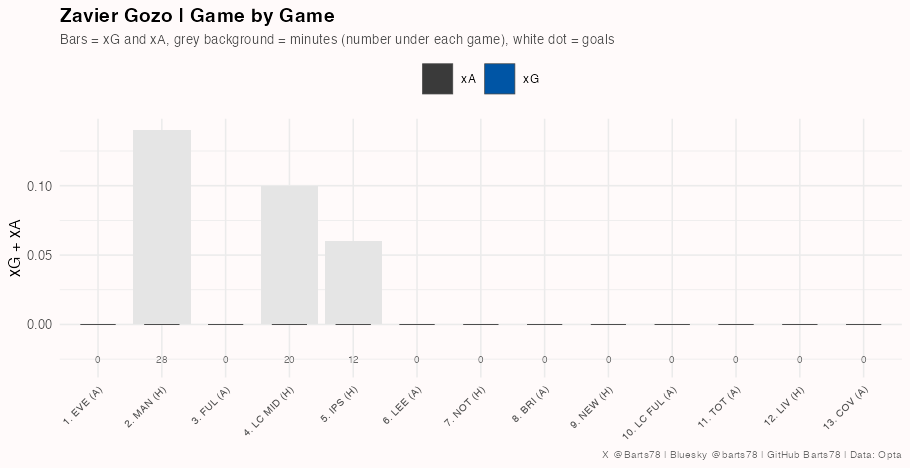 Zavier Gozo | Game by Game
Bars = xG and xA, grey background = minutes (number under each game), white dot = goals
xA xG
xG + xA
0.10
0.05
0.00
0 28 0 20 12 0 0 0 0 0 0 0 0
1. EVE (A)
2. MAN (H)
3. FUL (A)
4. LC MID (H)
5. IPS (H)
6. LEE (A)
7. NOT (H)
8. BRI (A)
9. NEW (H)
10. LC FUL (A)
11. TOT (A)
12. LIV (H)
13. COV (A)
X @Barts78 | Bluesky @barts78 | GitHub Barts78 | Data: Opta